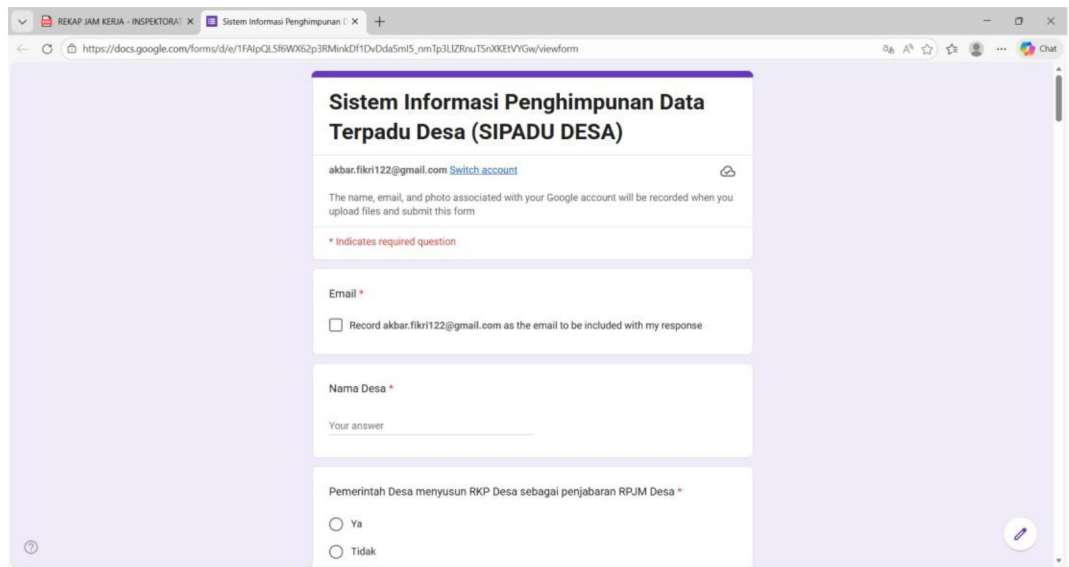 REKAP JAM KERJA - INSPEKTORAT
Sistem Informasi Penghimpunan D
https://docs.google.com/forms/d/e/1FAIpQLSf6WX62p3RMinkDf1DvDdaSmI5_nmTp3LlZRnuTSnXKEtVYGw/viewform
Chat
Sistem Informasi Penghimpunan Data
Terpadu Desa (SIPADU DESA)
akbar.fikri122@gmail.com Switch account
The name, email, and photo associated with your Google account will be recorded when you
upload files and submit this form
* Indicates required question
Email *
Record akbar.fikri122@gmail.com as the email to be included with my response
Nama Desa *
Your answer
Pemerintah Desa menyusun RKP Desa sebagai penjabaran RPJM Desa *
Ya
Tidak